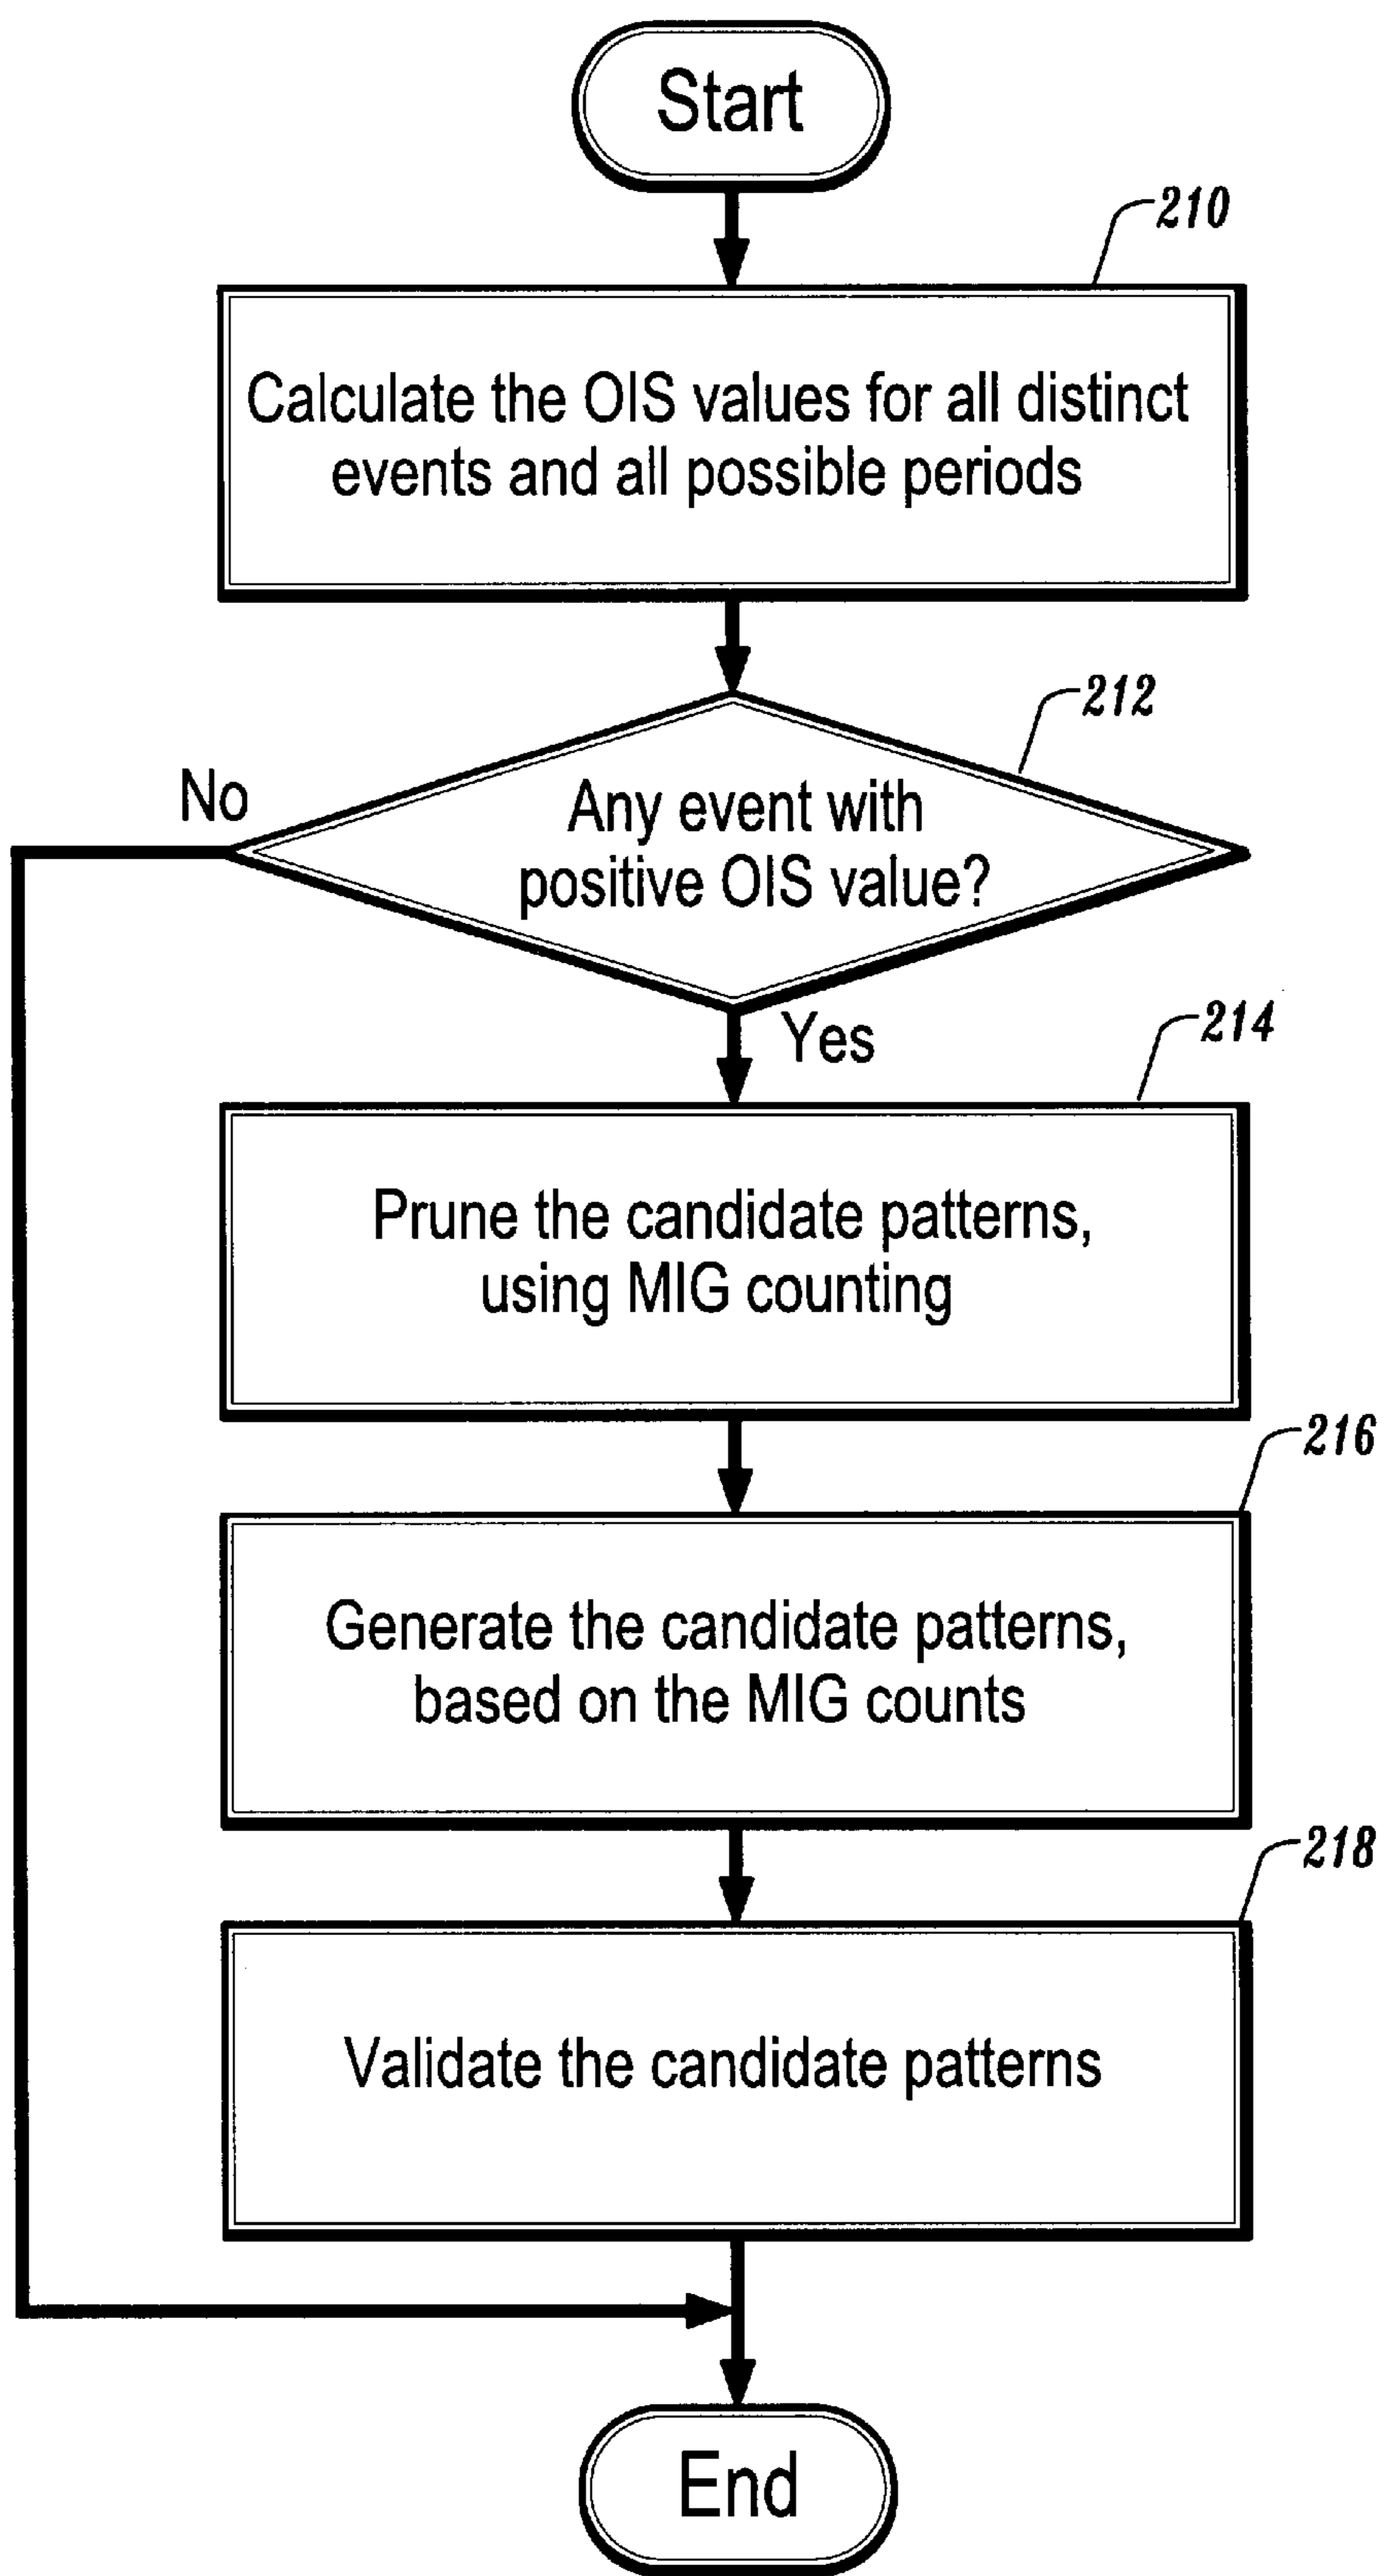 Start
210
Calculate the OIS values for all distinct
events and all possible periods
212
No
Any event with
positive OIS value?
Yes
214
Prune the candidate patterns,
using MIG counting
216
Generate the candidate patterns,
based on the MIG counts
218
Validate the candidate patterns
End